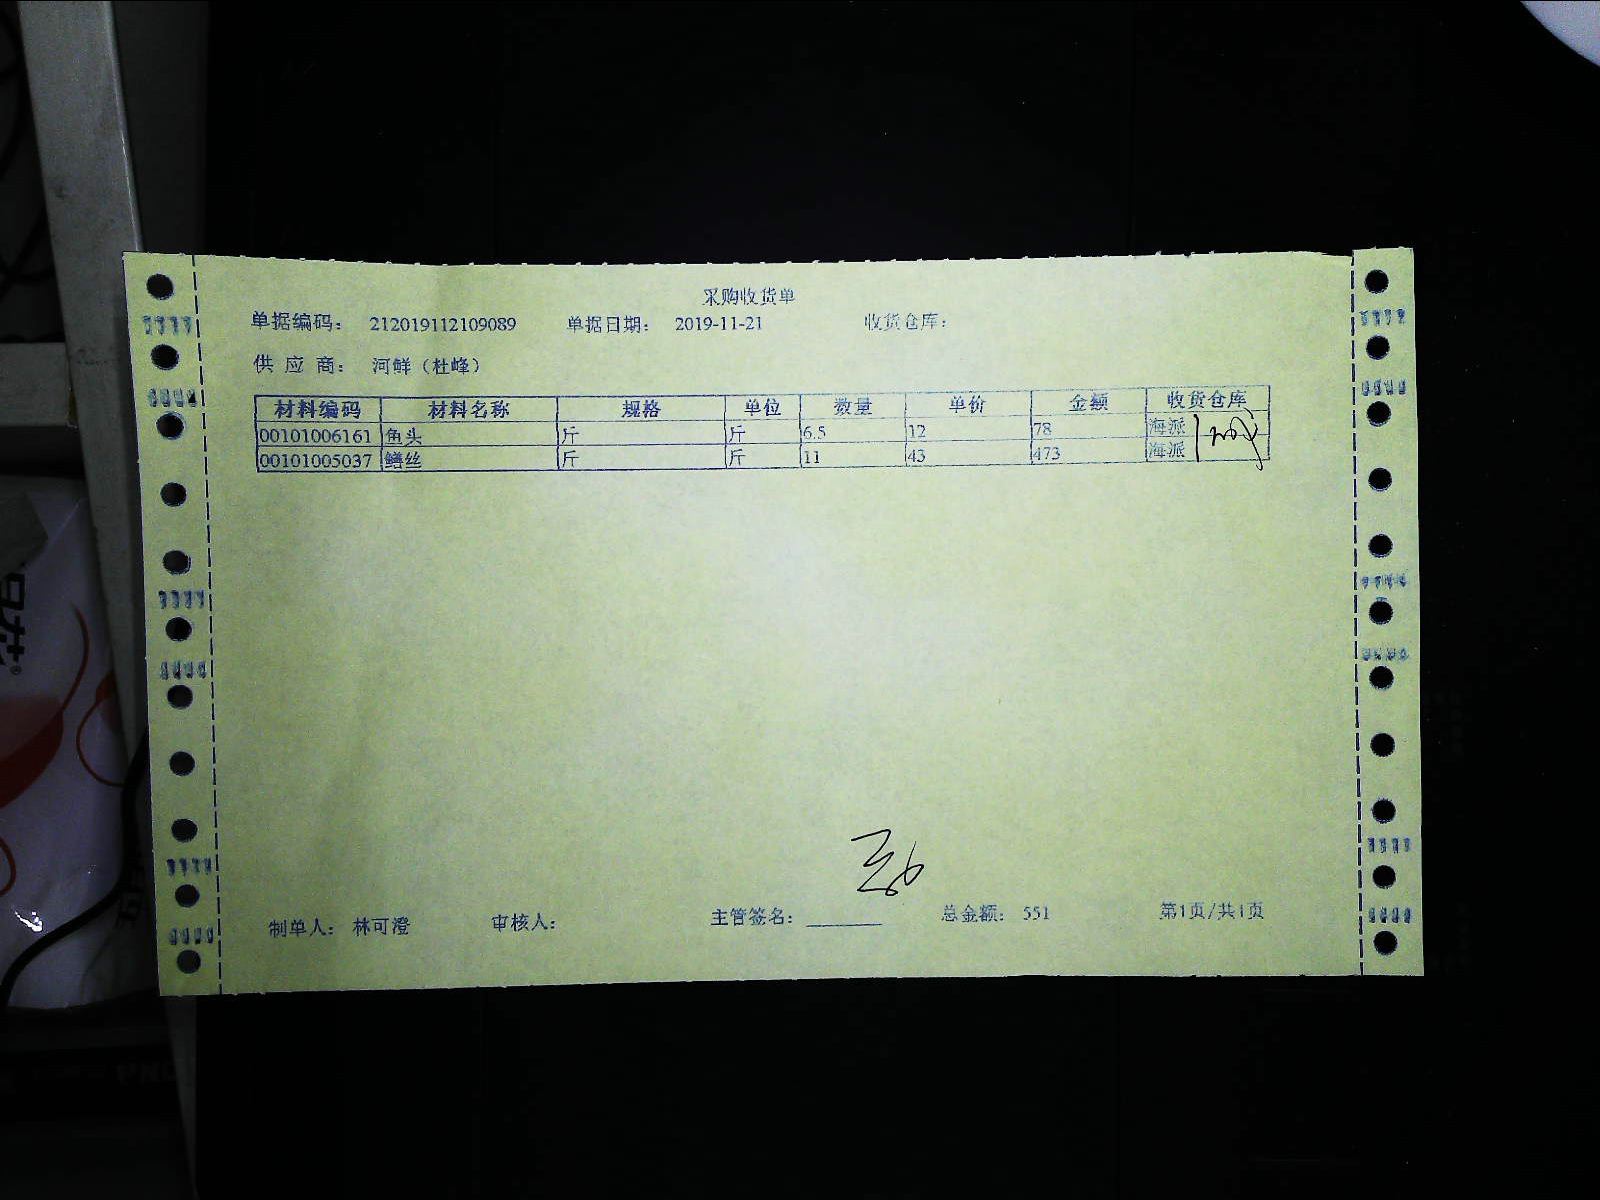 采购收货单
单据编码： 212019112109089 单据日期： 2019-11-21 收货仓库：
供 应 商： 河鲜（杜峰）
材料编码 材料名称 规格 单位 数量 单价 金额 收货仓库
00101006161 鱼头 斤 斤 6.5 12 78 海派
00101005037 鳝丝 斤 斤 11 43 473 海派
制单人： 林可澄 审核人： 主管签名： 总金额： 551 第1页/共1页